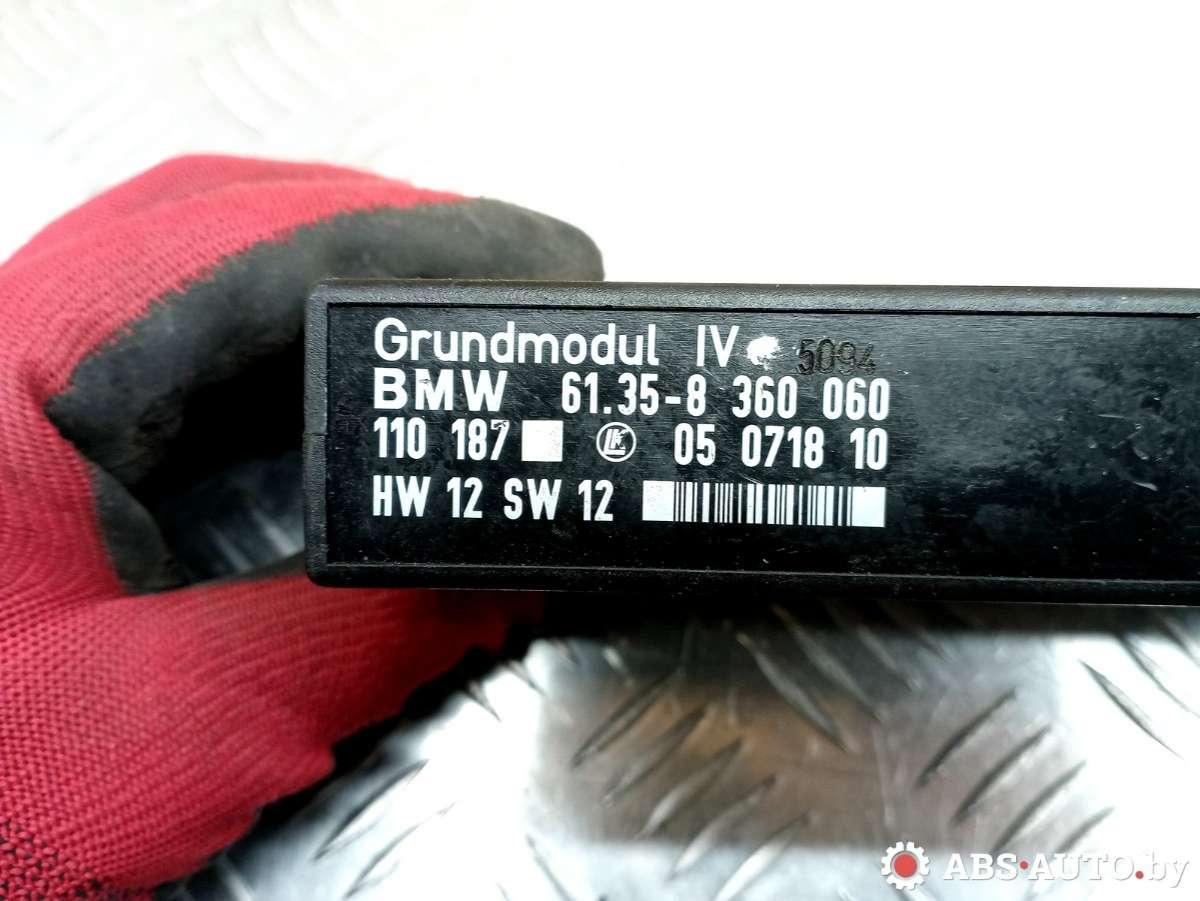 Grundmodul IV 5094
BMW 61.35-8 360 060
110 187 LK 05 0718 10
HW 12 SW 12
ABS·AUTO.by